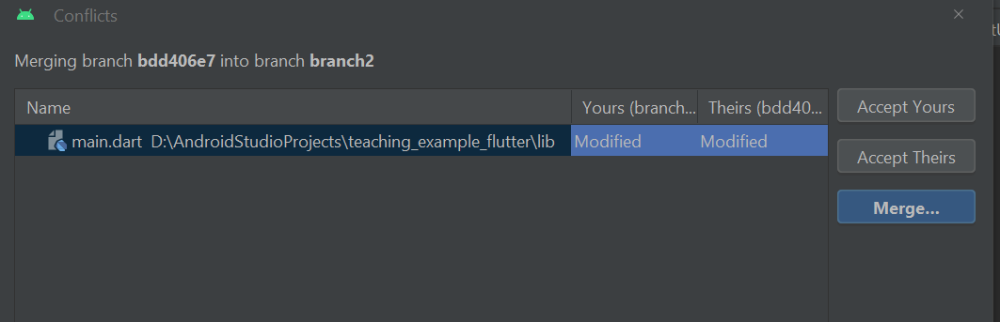 Conflicts
Merging branch bdd406e7 into branch branch2
Name Yours (branch... Theirs (bdd40...
main.dart D:\AndroidStudioProjects\teaching_example_flutter\lib Modified Modified
Accept Yours
Accept Theirs
Merge...